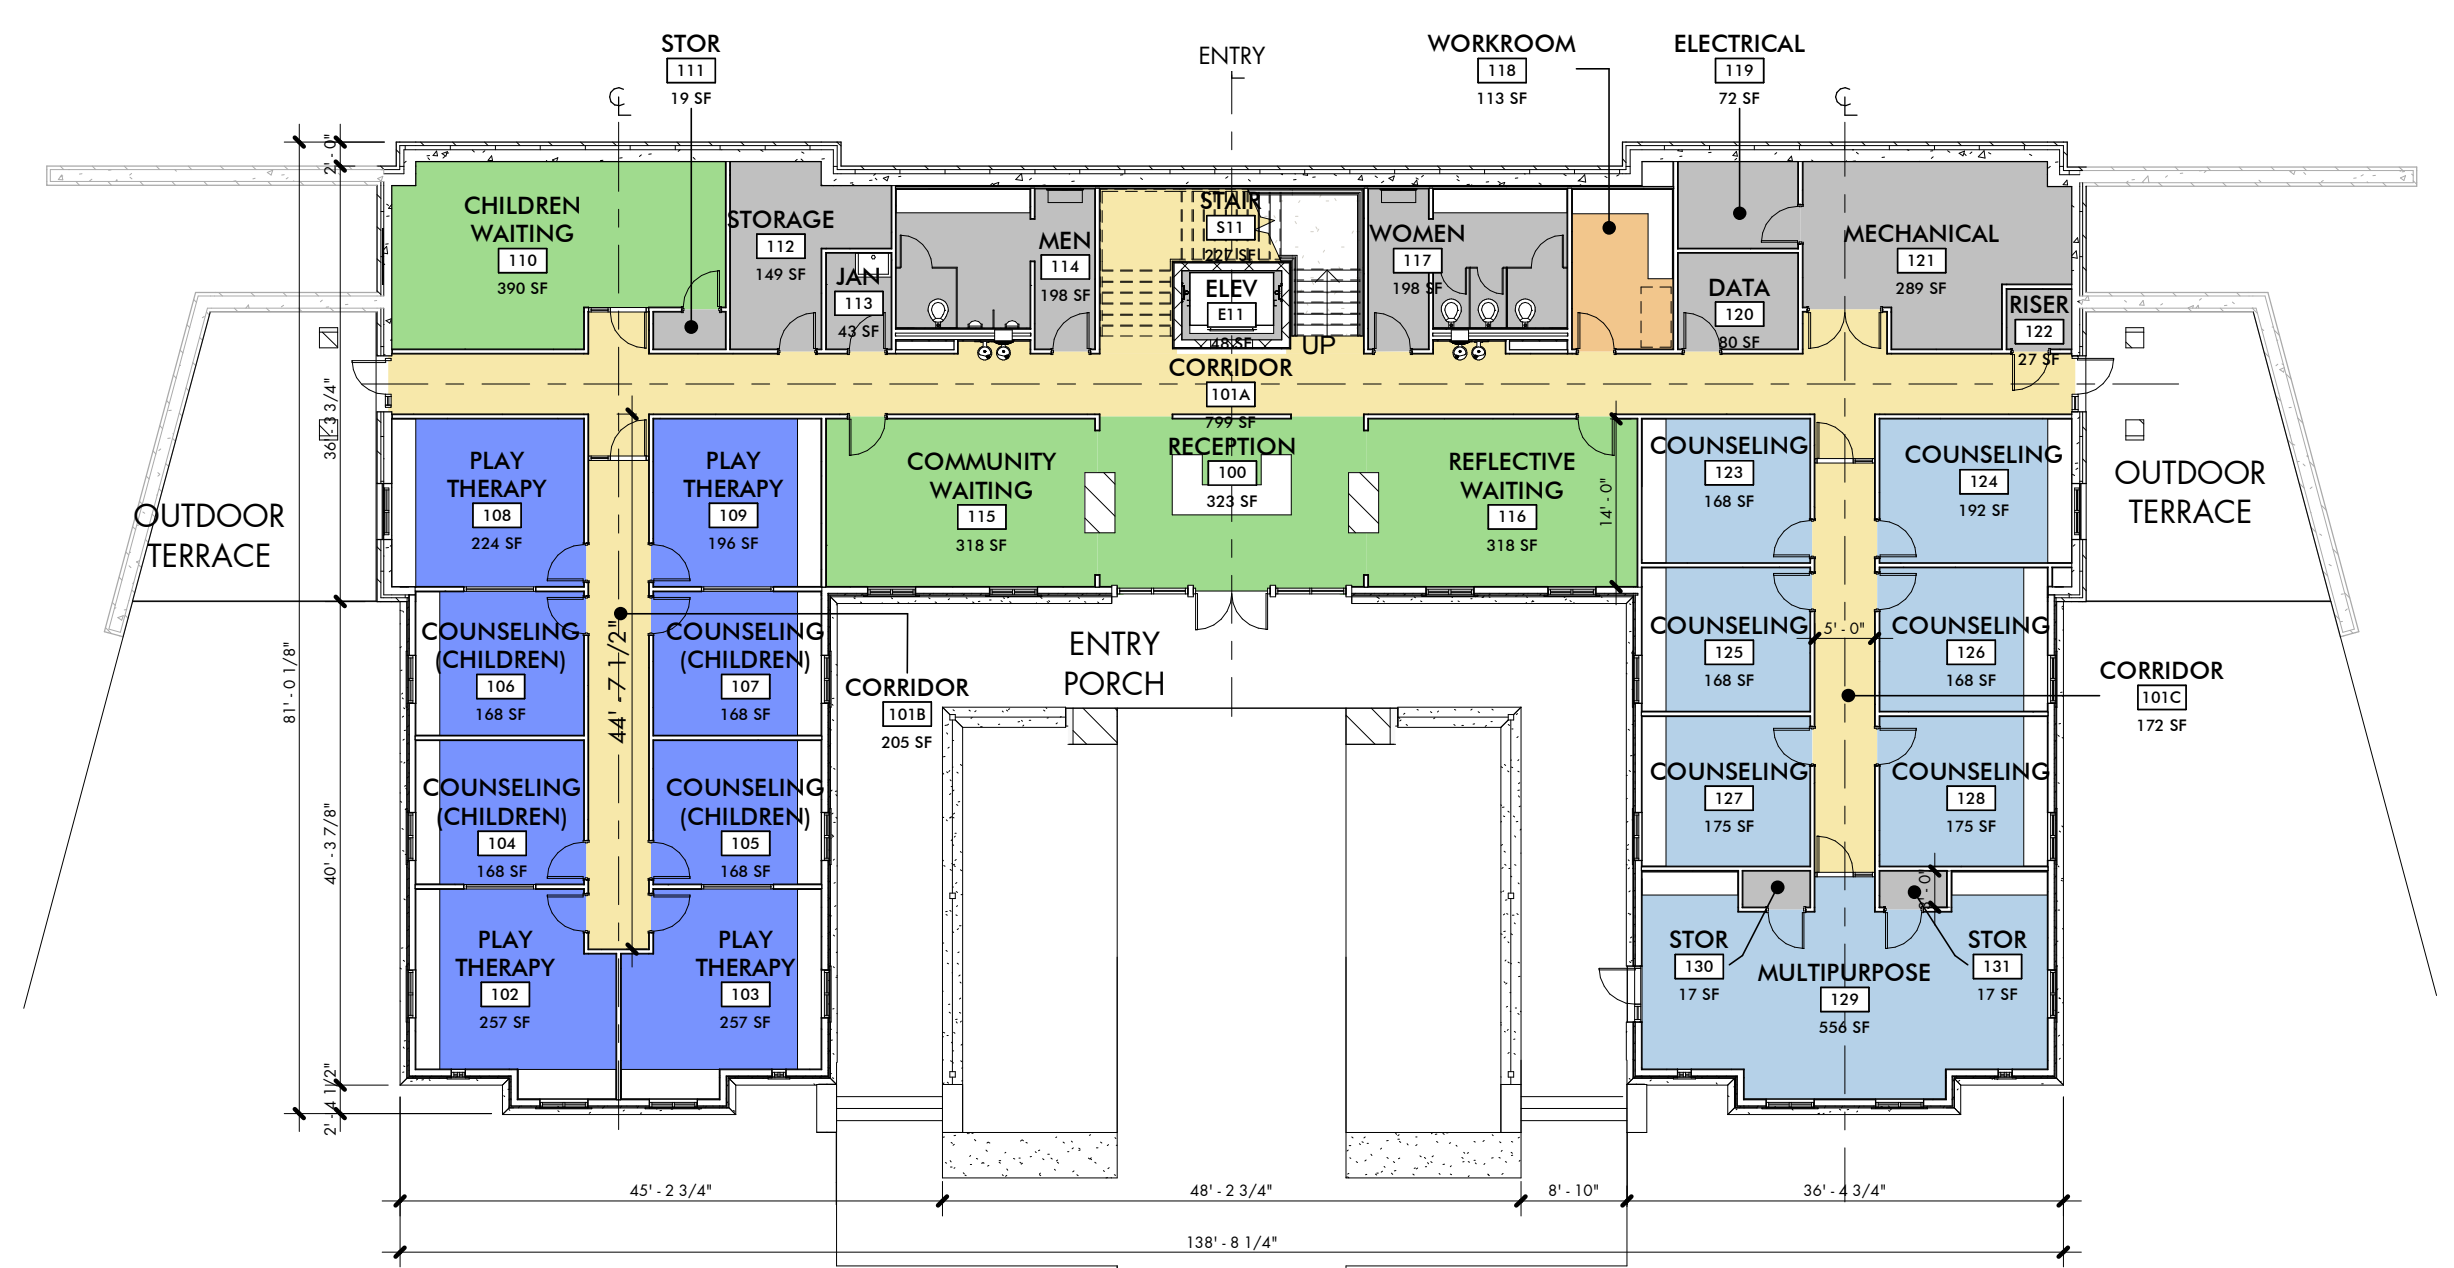 STOR
111
19 SF
ENTRY
WORKROOM
118
113 SF
ELECTRICAL
119
72 SF
2' - 0"
CHILDREN
WAITING
110
390 SF
STORAGE
112
149 SF
JAN
113
43 SF
MEN
114
198 SF
STAIR
S11
227 SF
ELEV
E11
48 SF
UP
WOMEN
117
198 SF
DATA
120
80 SF
MECHANICAL
121
289 SF
RISER
122
27 SF
36' - 3 3/4"
CORRIDOR
101A
799 SF
RECEPTION
100
323 SF
PLAY
THERAPY
108
224 SF
PLAY
THERAPY
109
196 SF
COMMUNITY
WAITING
115
318 SF
REFLECTIVE
WAITING
116
318 SF
14' - 0"
COUNSELING
123
168 SF
COUNSELING
124
192 SF
OUTDOOR
TERRACE
OUTDOOR
TERRACE
81' - 0 1/8"
COUNSELING
(CHILDREN)
106
168 SF
44' - 7 1/2"
COUNSELING
(CHILDREN)
107
168 SF
CORRIDOR
101B
205 SF
ENTRY
PORCH
COUNSELING
125
168 SF
5' - 0"
COUNSELING
126
168 SF
CORRIDOR
101C
172 SF
40' - 3 7/8"
COUNSELING
(CHILDREN)
104
168 SF
COUNSELING
(CHILDREN)
105
168 SF
COUNSELING
127
175 SF
COUNSELING
128
175 SF
PLAY
THERAPY
102
257 SF
PLAY
THERAPY
103
257 SF
STOR
130
17 SF
MULTIPURPOSE
129
556 SF
STOR
131
17 SF
2' - 4 1/2"
45' - 2 3/4"
48' - 2 3/4"
8' - 10"
36' - 4 3/4"
138' - 8 1/4"